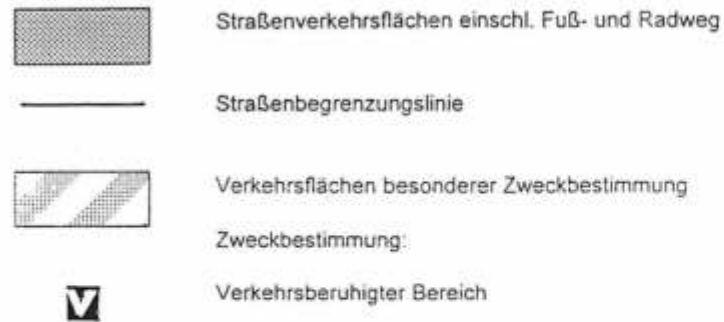 Straßenverkehrsflächen einschl. Fuß- und Radweg
Straßenbegrenzungslinie
Verkehrsflächen besonderer Zweckbestimmung
Zweckbestimmung:
V
Verkehrsberuhigter Bereich